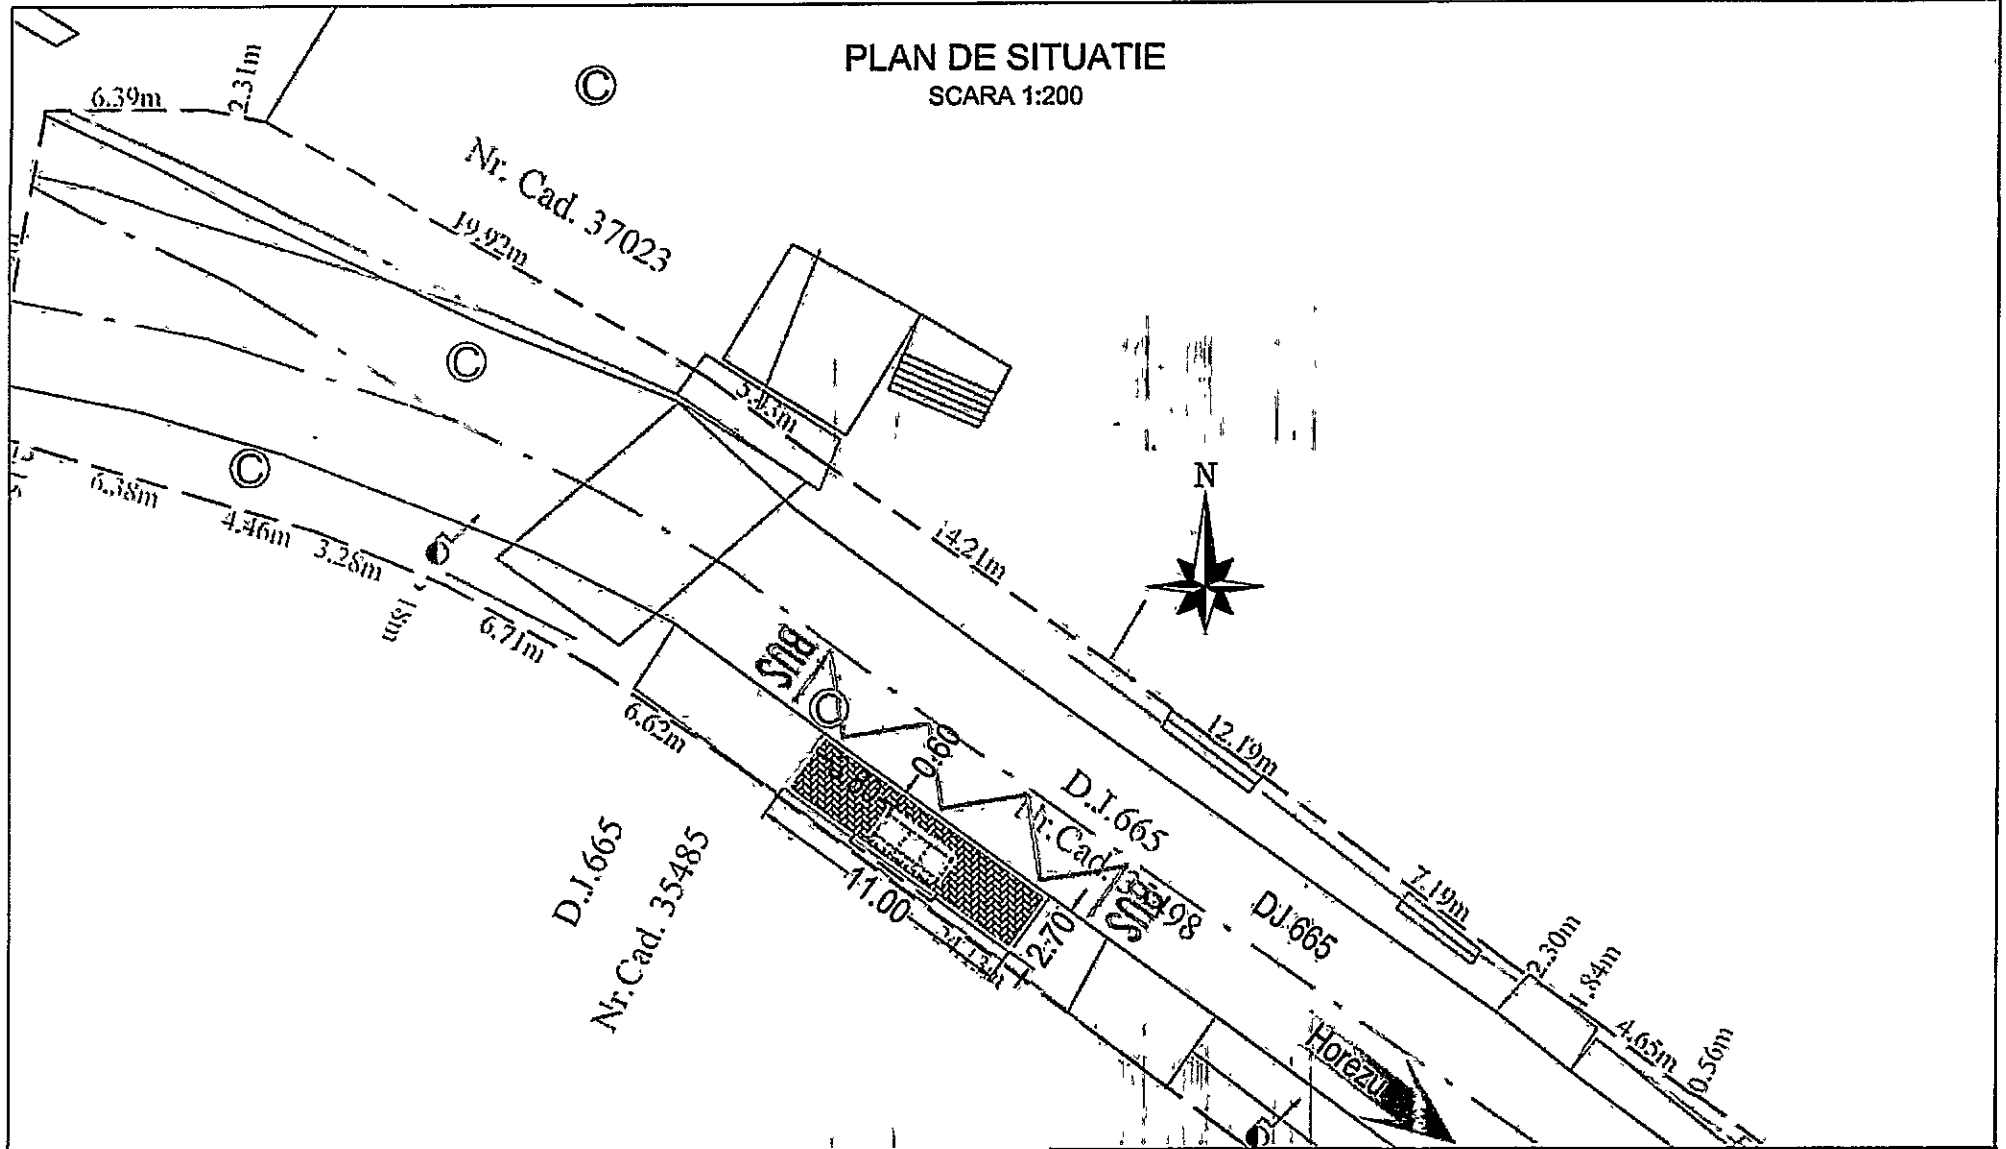 PLAN DE SITUATIE
SCARA 1:200
6.39m
2.31m
C
Nr. Cad. 37023
19.92m
C
C
6.38m
4.46m
3.28m
6.71m
6.62m
14.21m
N
BUS
C
0.60
12.19m
D.J.665
D.J.665
Nr.Cad. 35485
11.00
2.70
BUS
DJ 665
7.19m
2.30m
1.84m
4.65m
0.56m
Horezu